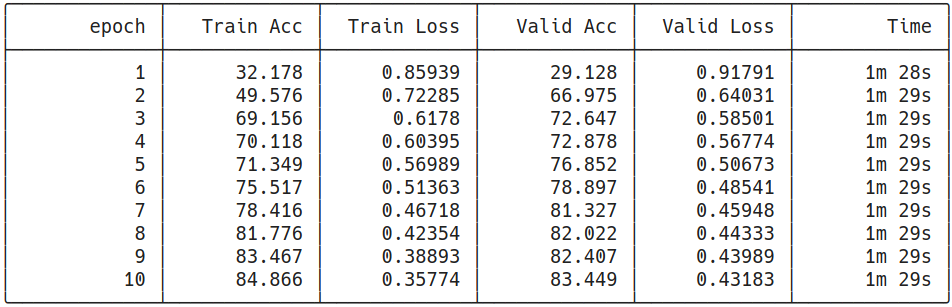 epoch Train Acc Train Loss Valid Acc Valid Loss Time
1 32.178 0.85939 29.128 0.91791 1m 28s
2 49.576 0.72285 66.975 0.64031 1m 29s
3 69.156 0.6178 72.647 0.58501 1m 29s
4 70.118 0.60395 72.878 0.56774 1m 29s
5 71.349 0.56989 76.852 0.50673 1m 29s
6 75.517 0.51363 78.897 0.48541 1m 29s
7 78.416 0.46718 81.327 0.45948 1m 29s
8 81.776 0.42354 82.022 0.44333 1m 29s
9 83.467 0.38893 82.407 0.43989 1m 29s
10 84.866 0.35774 83.449 0.43183 1m 29s